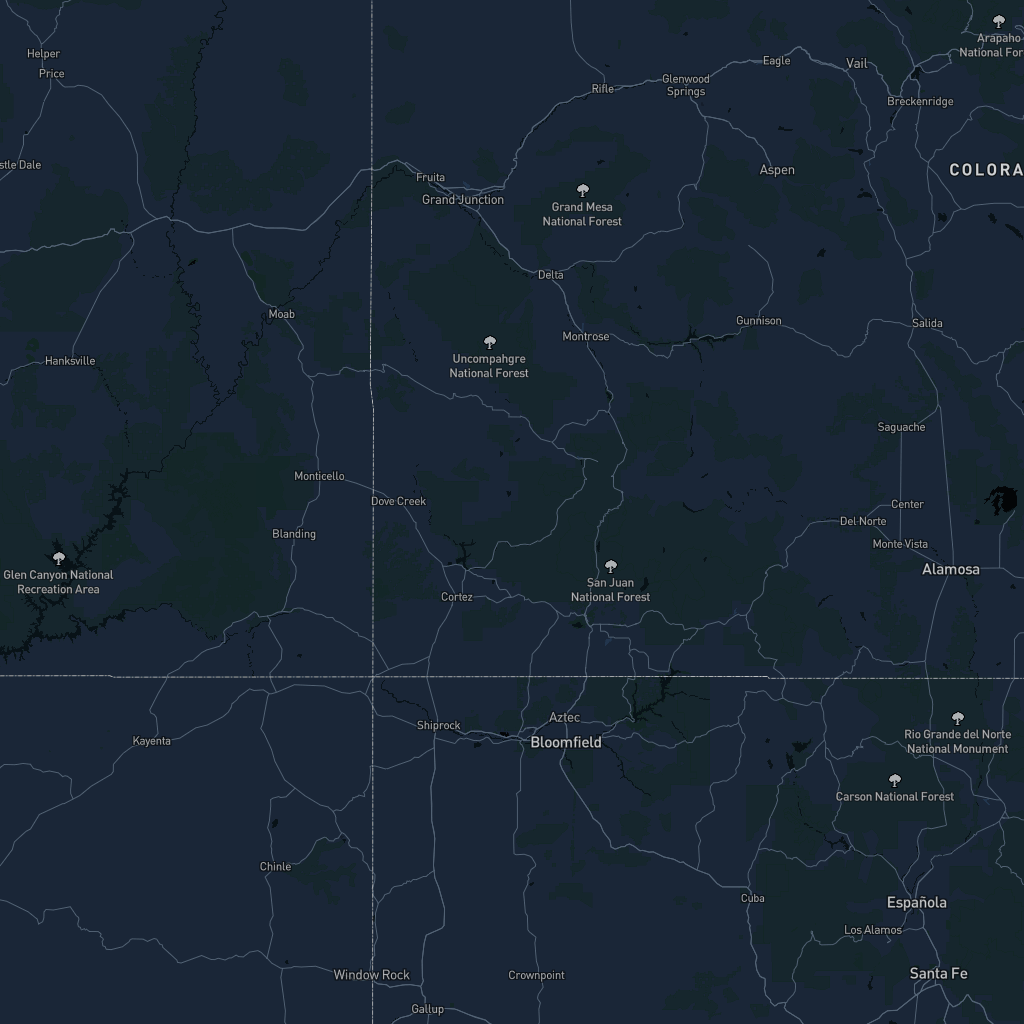 Arapaho
National For
Helper
Price
Eagle
Vail
Glenwood
Springs
Rifle
Breckenridge
stle Dale
Aspen
COLORA
Fruita
Grand Junction
Grand Mesa
National Forest
Delta
Moab
Gunnison
Salida
Montrose
Hanksville
Uncompahgre
National Forest
Saguache
Monticello
Dove Creek
Center
Del Norte
Blanding
Monte Vista
Alamosa
Glen Canyon National
Recreation Area
San Juan
National Forest
Cortez
Shiprock
Aztec
Bloomfield
Kayenta
Rio Grande del Norte
National Monument
Carson National Forest
Chinle
Cuba
Española
Los Alamos
Window Rock
Crownpoint
Santa Fe
Gallup